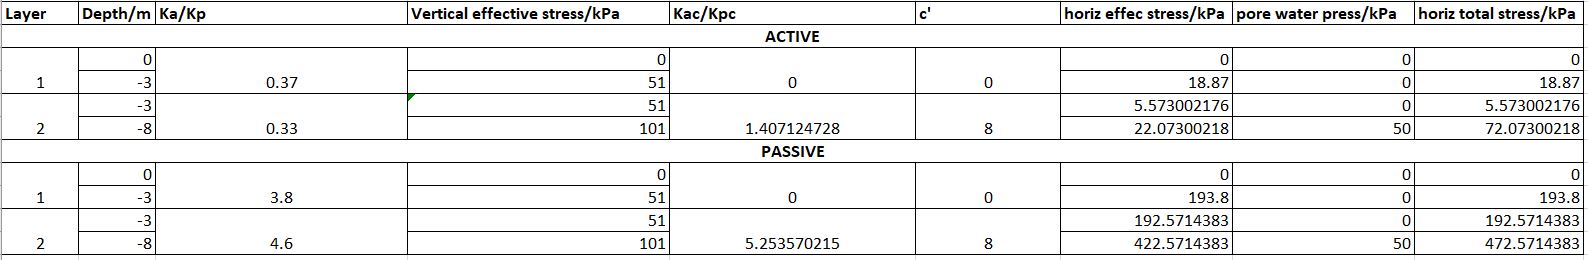 Layer Depth/m Ka/Kp Vertical effective stress/kPa Kac/Kpc c' horiz effec stress/kPa pore water press/kPa horiz total stress/kPa
ACTIVE
0 0 0 0 0
1 -3 0.37 51 0 0 18.87 0 18.87
-3 51 5.573002176 0 5.573002176
2 -8 0.33 101 1.407124728 8 22.07300218 50 72.07300218
PASSIVE
0 0 0 0 0
1 -3 3.8 51 0 0 193.8 0 193.8
-3 51 192.5714383 0 192.5714383
2 -8 4.6 101 5.253570215 8 422.5714383 50 472.5714383